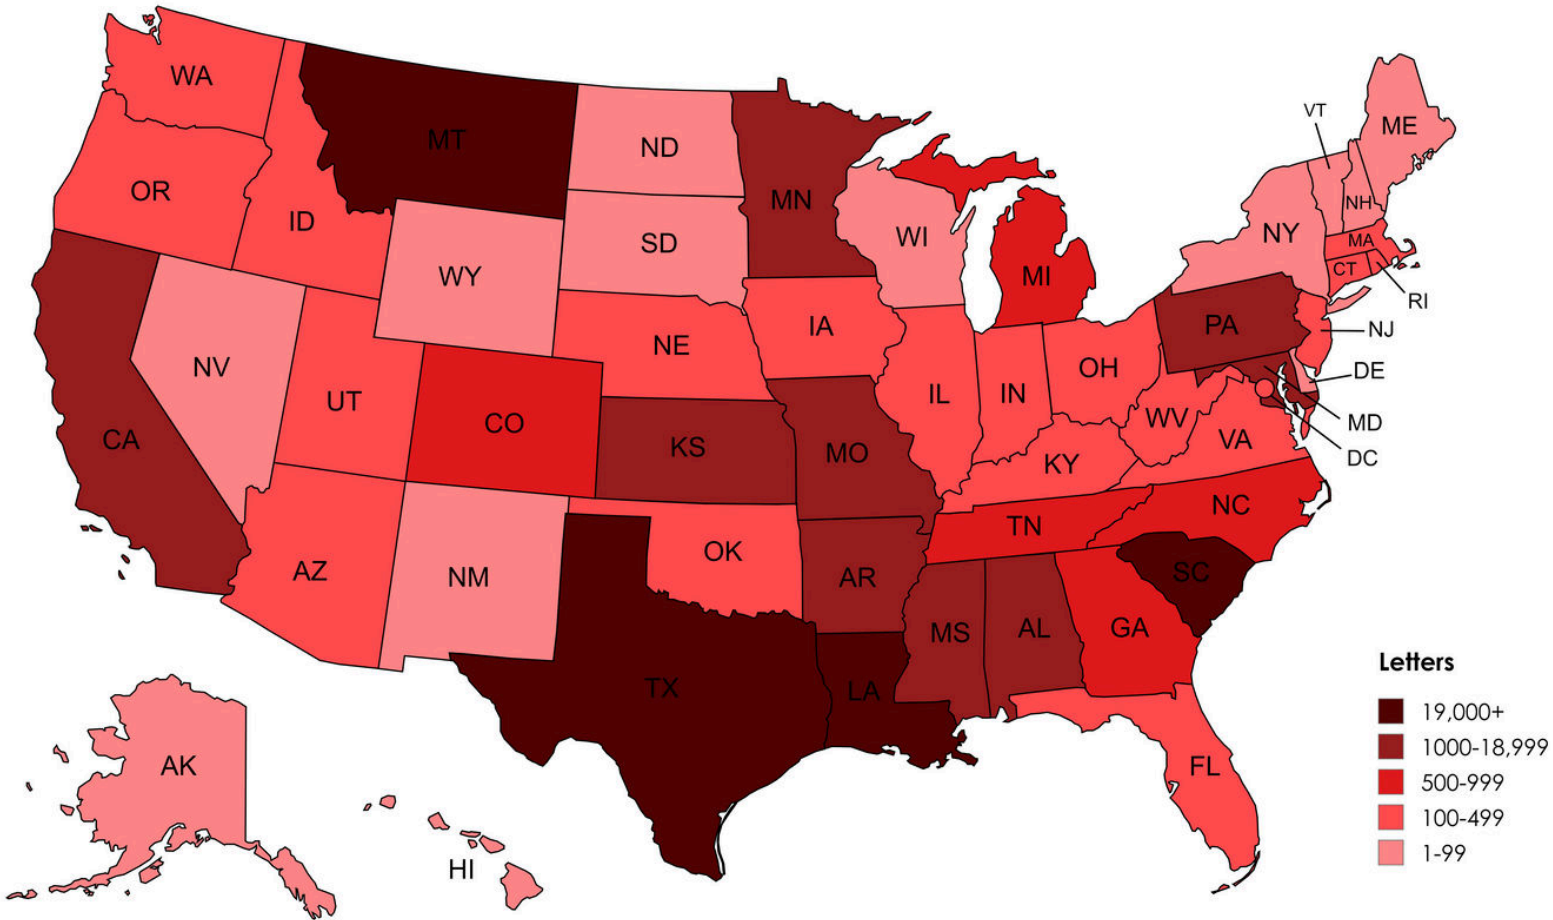 WA
MT
ND
MN
VT
ME
OR
ID
SD
WI
NH
NY
MA
WY
MI
CT
RI
IA
PA
NJ
NV
NE
OH
DE
UT
IL
IN
CO
WV
MD
CA
KS
MO
VA
DC
KY
NC
TN
OK
AZ
NM
AR
SC
MS
AL
GA
TX
LA
AK
FL
HI
Letters
19,000+
1000-18,999
500-999
100-499
1-99